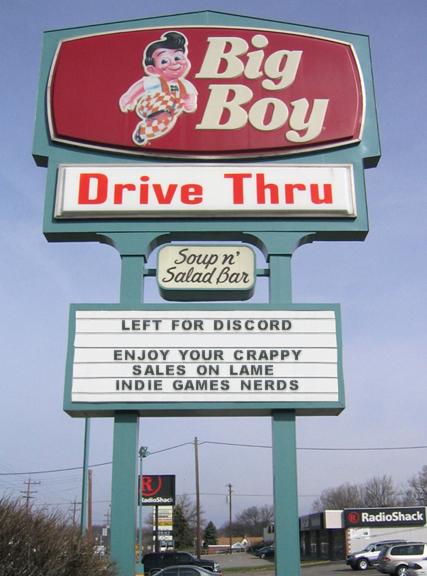 Big
Boy
Drive Thru
Soup n'
Salad Bar
LEFT FOR DISCORD
ENJOY YOUR CRAPPY
SALES ON LAME
INDIE GAMES NERDS
R
RadioShack
R RadioShack